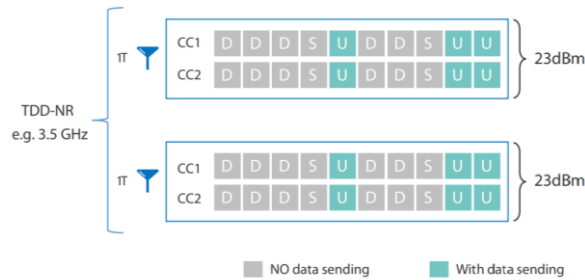 CC1 D D D S U D D S U U
1T
CC2 D D D S U D D S U U
23dBm
TDD-NR
e.g. 3.5 GHz
CC1 D D D S U D D S U U
1T
CC2 D D D S U D D S U U
23dBm
NO data sending
With data sending